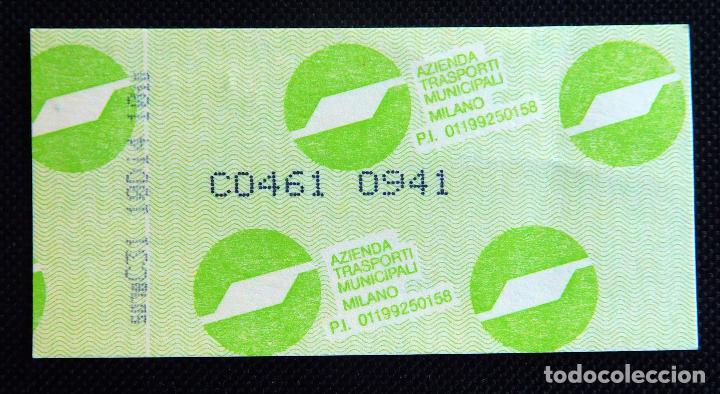 AZIENDA
TRASPORTI
MUNICIPALI
MILANO
P.I. 01199250158
C0461 0941
AZIENDA
TRASPORTI
MUNICIPALI
MILANO
P.I. 01199250158
todocoleccion